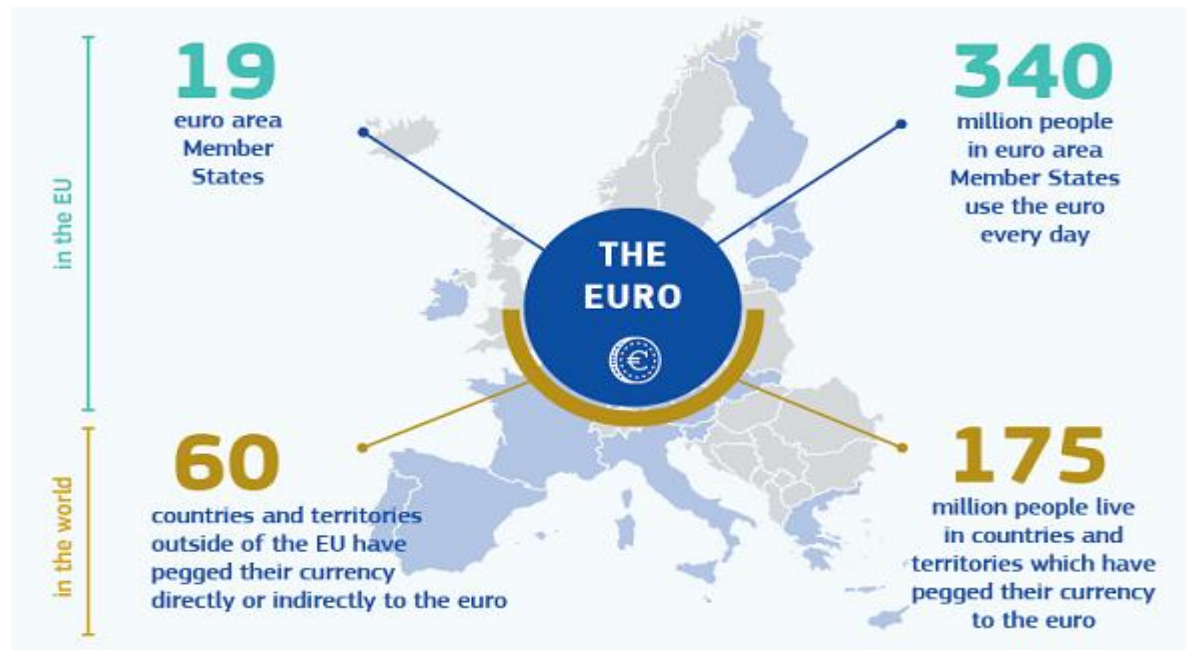 in the EU
19
euro area
Member
States
340
million people
in euro area
Member States
use the euro
every day
THE
EURO
€
in the world
60
countries and territories
outside of the EU have
pegged their currency
directly or indirectly to the euro
175
million people live
in countries and
territories which have
pegged their currency
to the euro